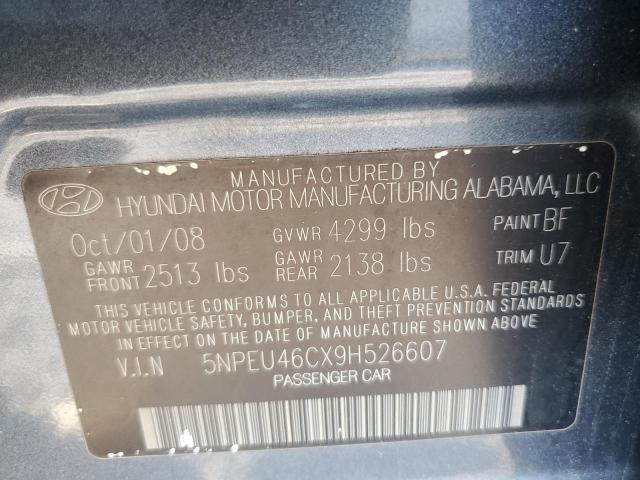 MANUFACTURED BY
HYUNDAI MOTOR MANUFACTURING ALABAMA, LLC
Oct/01/08 GVWR 4299 lbs PAINT BF
GAWR FRONT 2513 lbs GAWR REAR 2138 lbs TRIM U7
THIS VEHICLE CONFORMS TO ALL APPLICABLE U.S.A. FEDERAL
MOTOR VEHICLE SAFETY, BUMPER, AND THEFT PREVENTION
STANDARDS IN EFFECT ON THE DATE OF MANUFACTURE SHOWN ABOVE.
V.I.N 5NPEU46CX9H526607
PASSENGER CAR